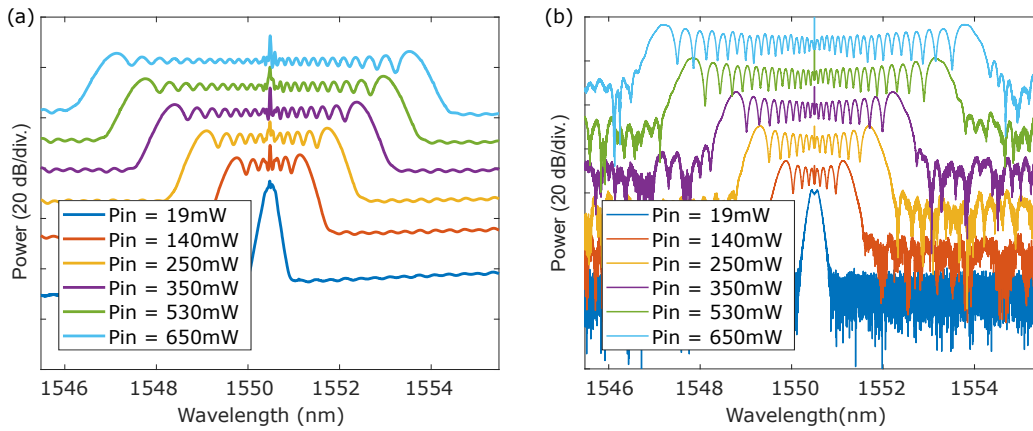 (a)
Power (20 dB/div.)
Pin = 19mW
Pin = 140mW
Pin = 250mW
Pin = 350mW
Pin = 530mW
Pin = 650mW
1546 1548 1550 1552 1554
Wavelength (nm)
(b)
Power (20 dB/div.)
Pin = 19mW
Pin = 140mW
Pin = 250mW
Pin = 350mW
Pin = 530mW
Pin = 650mW
1546 1548 1550 1552 1554
Wavelength(nm)